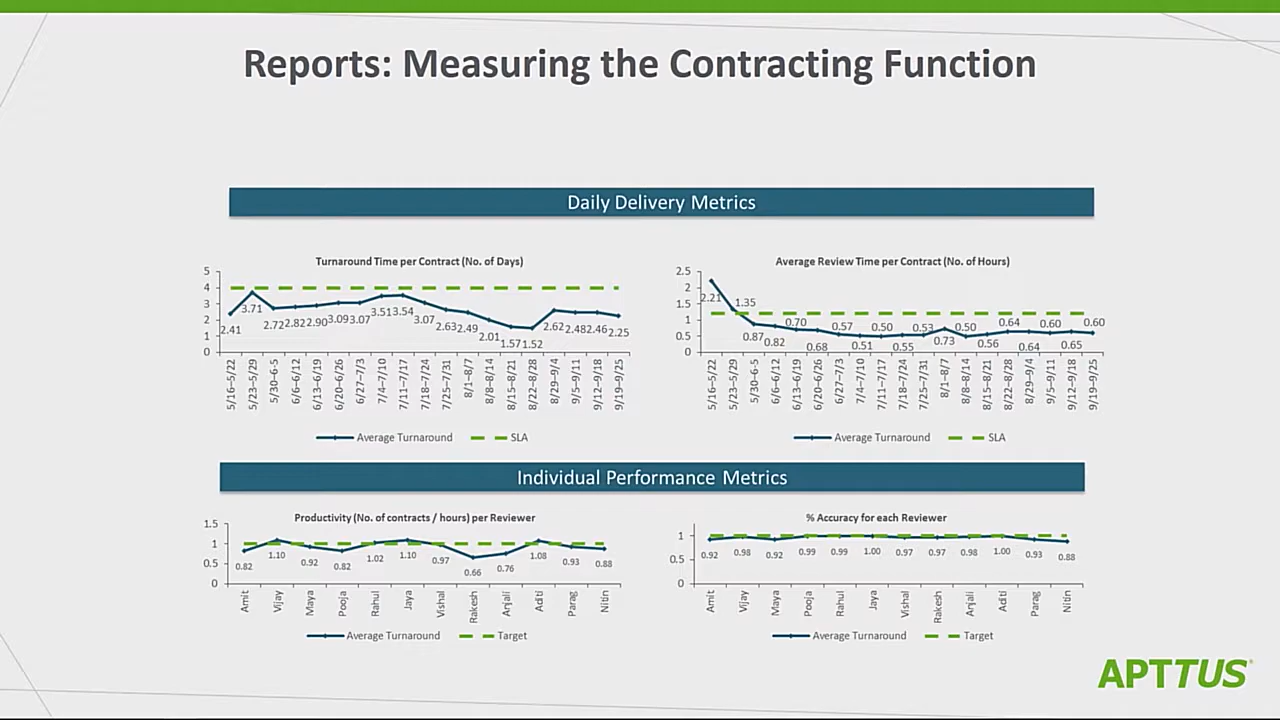 Reports: Measuring the Contracting Function
Daily Delivery Metrics
Turnaround Time per Contract (No. of Days)
5
4
3
2
1
0
2.41
3.71
2.72
2.82
2.90
3.09
3.07
3.51
3.54
3.07
2.63
2.49
2.01
1.57
1.52
2.62
2.48
2.46
2.25
5/16–5/22
5/23–5/29
5/30–6-5
6/6–6/12
6/13–6/19
6/20–6/26
6/27–7/3
7/4–7/10
7/11–7/17
7/18–7/24
7/25–7/31
8/1–8/7
8/8–8/14
8/15–8/21
8/22–8/28
8/29–9/4
9/5–9/11
9/12–9/18
9/19–9/25
Average Turnaround
SLA
Average Review Time per Contract (No. of Hours)
2.5
2
1.5
1
0.5
0
2.21
1.35
0.87
0.82
0.70
0.68
0.57
0.51
0.50
0.55
0.53
0.73
0.50
0.56
0.64
0.64
0.60
0.65
0.60
5/16–5/22
5/23–5/29
5/30–6-5
6/6–6/12
6/13–6/19
6/20–6/26
6/27–7/3
7/4–7/10
7/11–7/17
7/18–7/24
7/25–7/31
8/1–8/7
8/8–8/14
8/15–8/21
8/22–8/28
8/29–9/4
9/5–9/11
9/12–9/18
9/19–9/25
Average Turnaround
SLA
Individual Performance Metrics
Productivity (No. of contracts / hours) per Reviewer
1.5
1
0.5
0
0.82
1.10
0.92
0.82
1.02
1.10
0.97
0.66
0.76
1.08
0.93
0.88
Amit
Vijay
Maya
Pooja
Rahul
Jaya
Vishal
Rakesh
Anjali
Aditi
Parag
Nitin
Average Turnaround
Target
% Accuracy for each Reviewer
1
0.5
0
0.92
0.98
0.92
0.99
0.99
1.00
0.97
0.97
0.98
1.00
0.93
0.88
Amit
Vijay
Maya
Pooja
Rahul
Jaya
Vishal
Rakesh
Anjali
Aditi
Parag
Nitin
Average Turnaround
Target
APTTUS